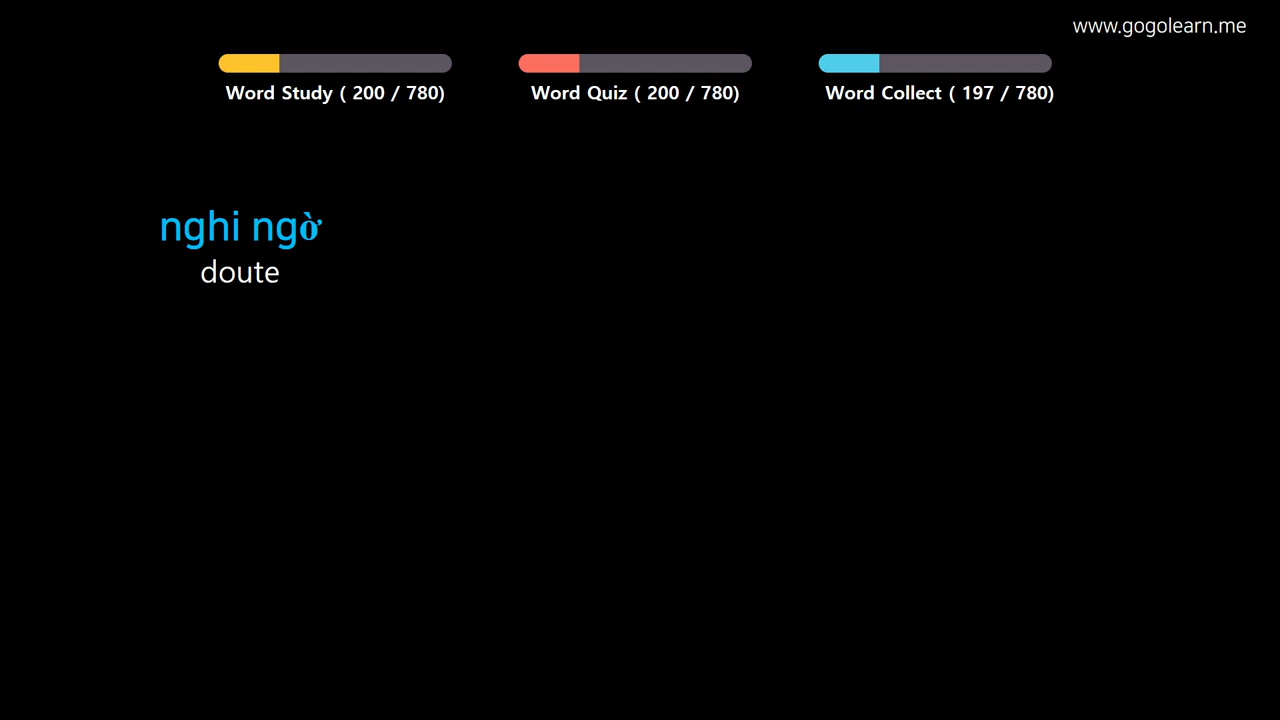 www.gogolearn.me
Word Study ( 200 / 780)
Word Quiz ( 200 / 780)
Word Collect ( 197 / 780)
nghi ngờ
doute